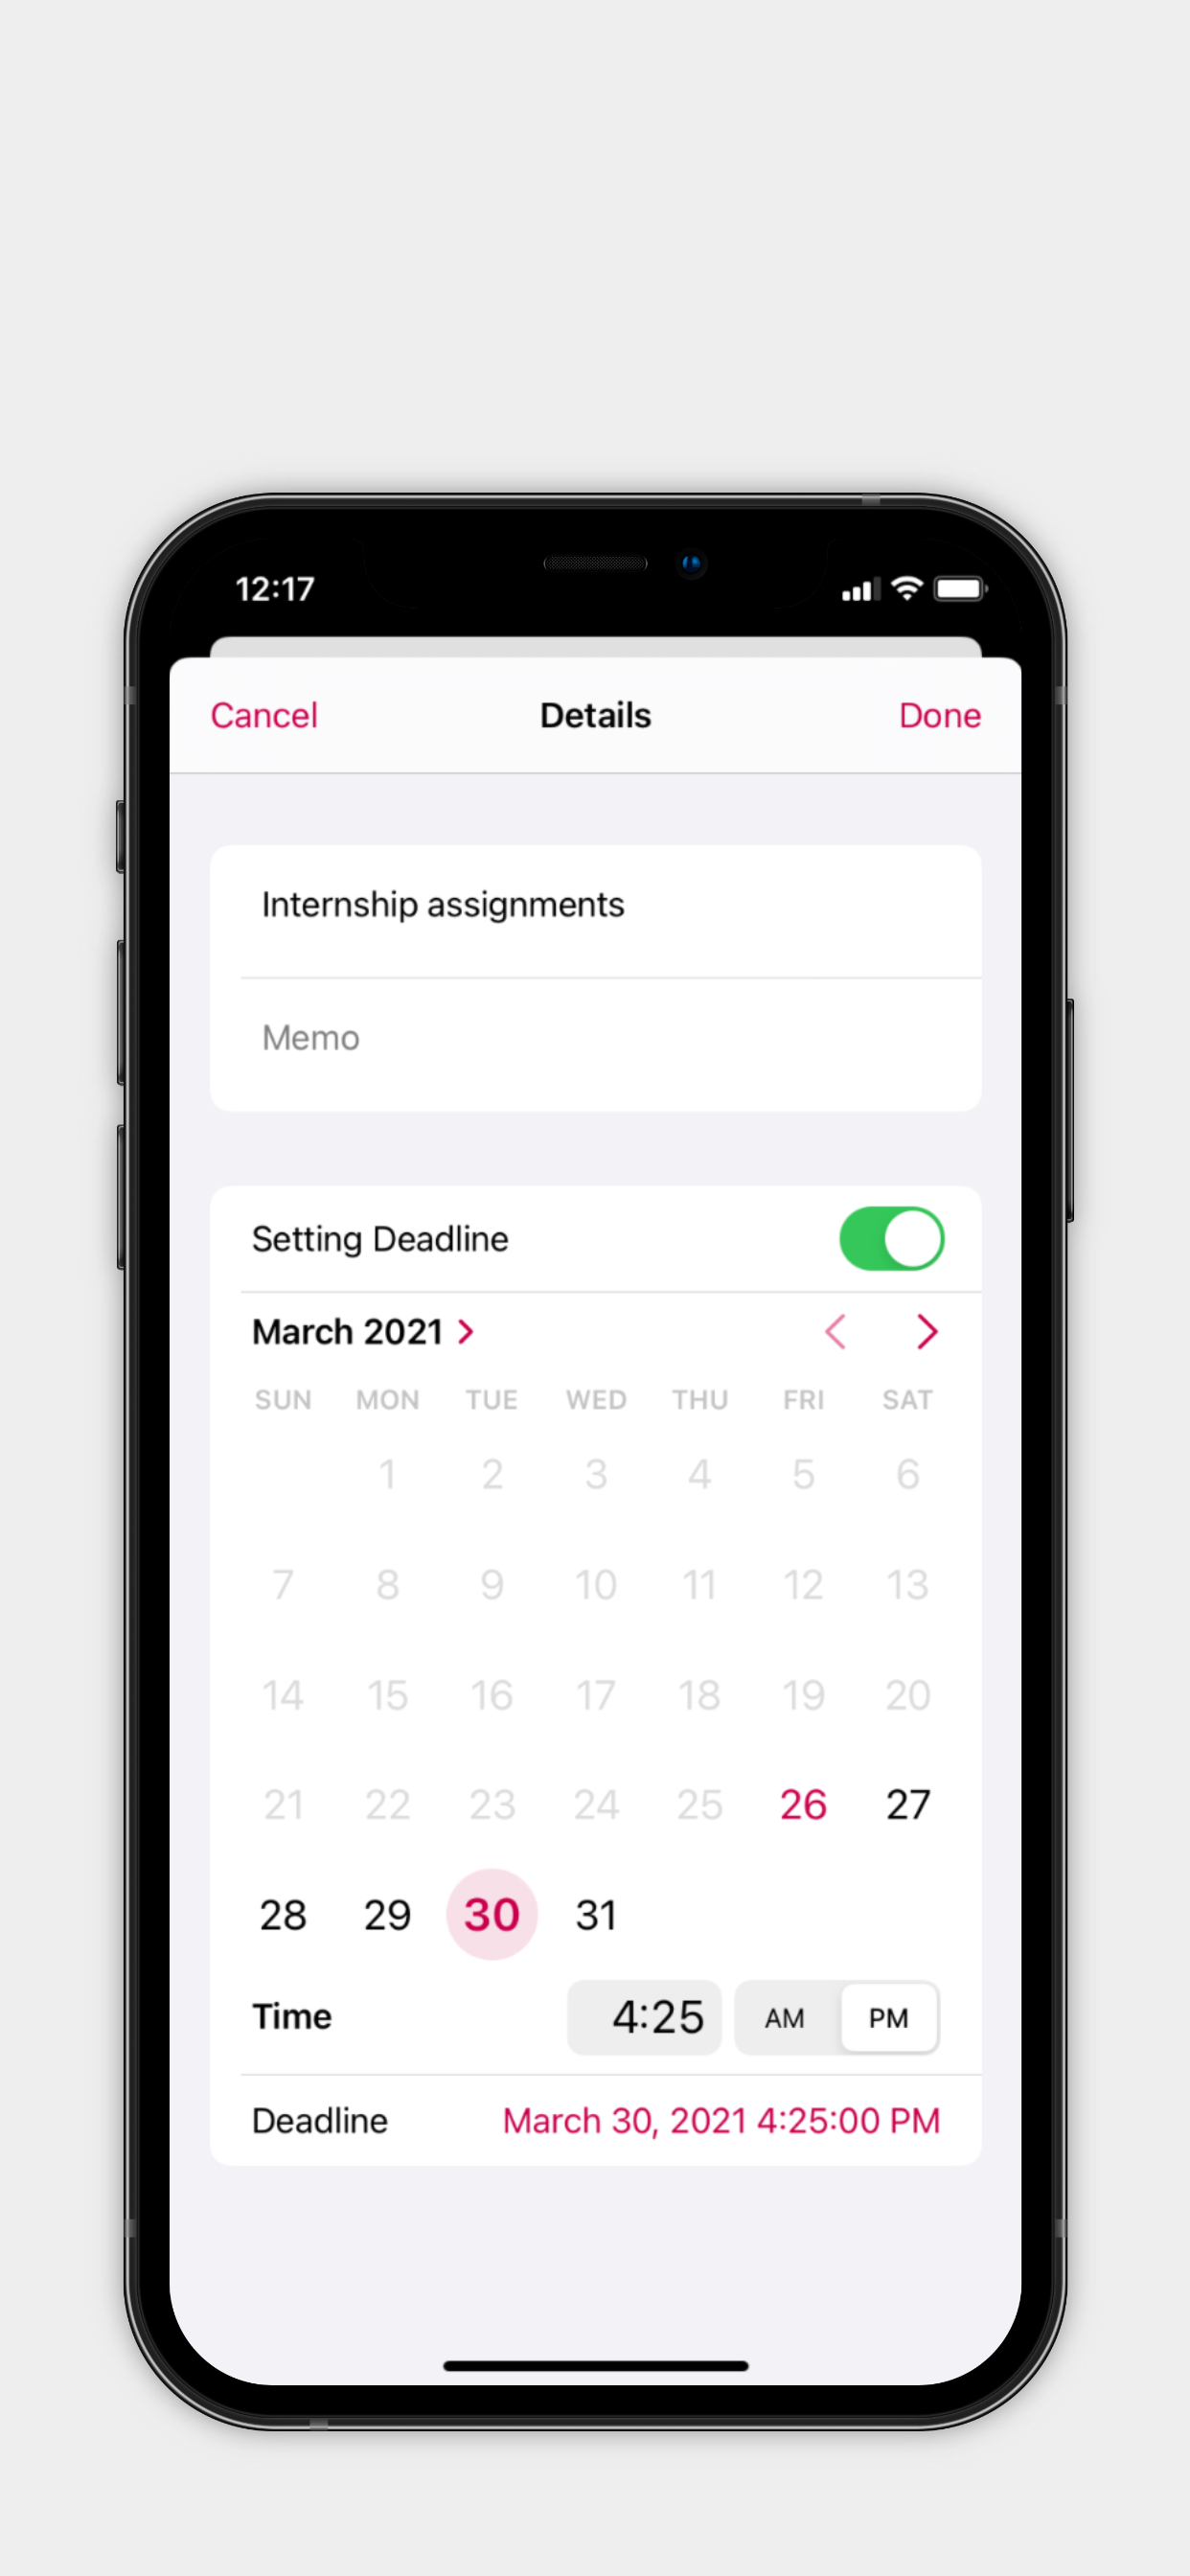 12:17
Cancel Details Done
Internship assignments
Memo
Setting Deadline
March 2021
SUN MON TUE WED THU FRI SAT
1 2 3 4 5 6
7 8 9 10 11 12 13
14 15 16 17 18 19 20
21 22 23 24 25 26 27
28 29 30 31
Time 4:25 AM PM
Deadline March 30, 2021 4:25:00 PM